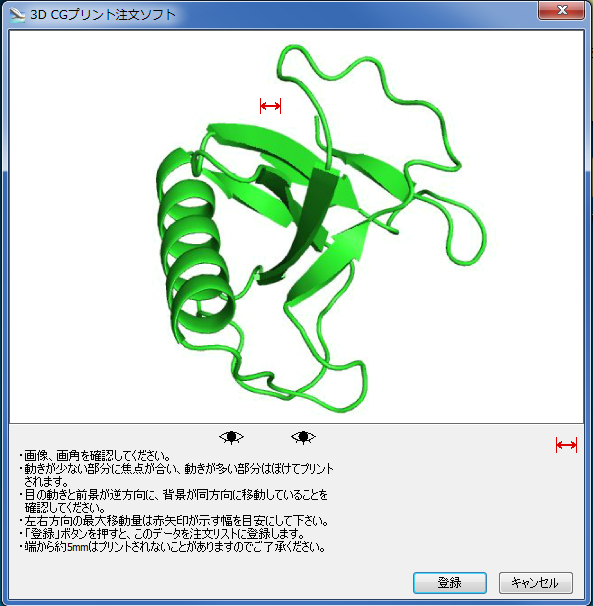 3D CGプリント注文ソフト
・画像、画角を確認してください。
・動きが少ない部分に焦点が合い、動きが多い部分はぼけてプリント
されます。
・目の動きと前景が逆方向に、背景が同方向に移動していることを
確認してください。
・左右方向の最大移動量は赤矢印が示す幅を目安にして下さい。
・「登録」ボタンを押すと、このデータを注文リストに登録します。
・端から約5mmはプリントされないことがありますのでご了承ください。
登録
キャンセル